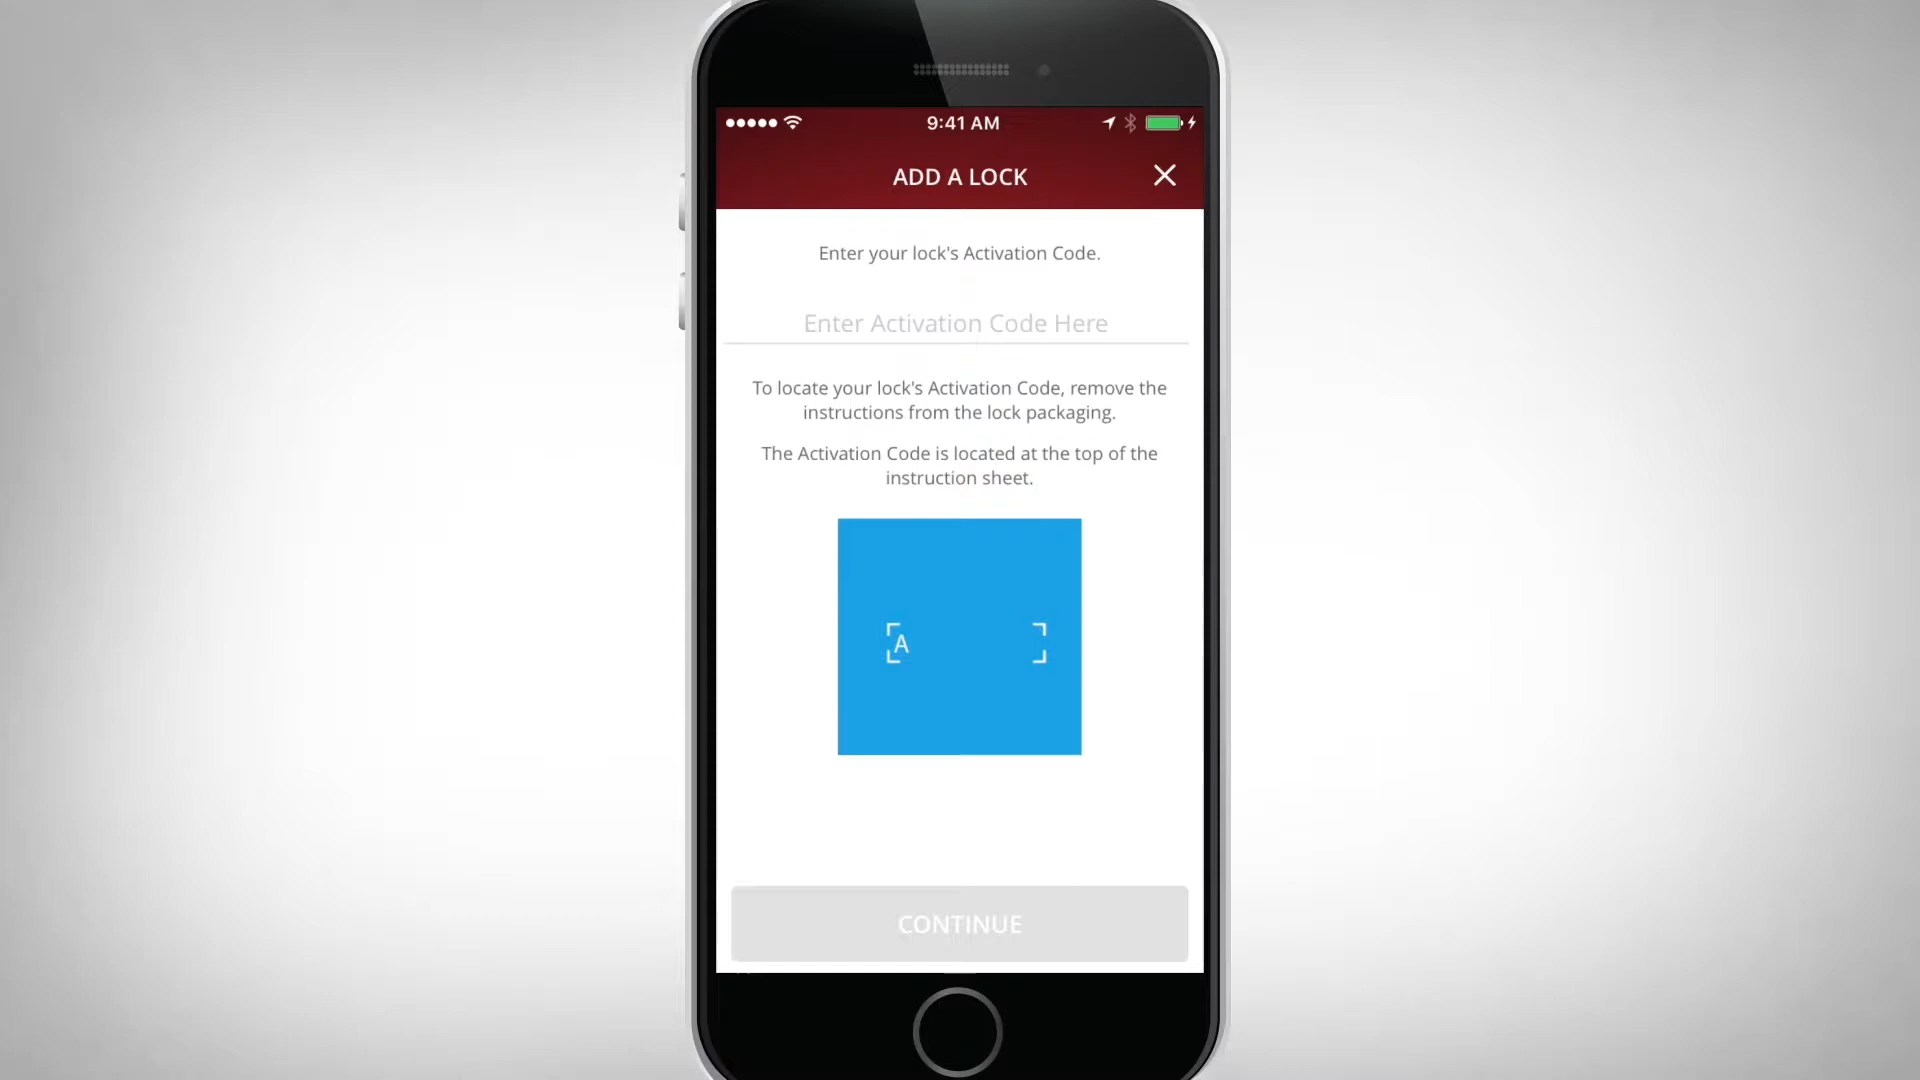 9:41 AM
ADD A LOCK
Enter your lock's Activation Code.
Enter Activation Code Here
To locate your lock's Activation Code, remove the
instructions from the lock packaging.
The Activation Code is located at the top of the
instruction sheet.
A
CONTINUE